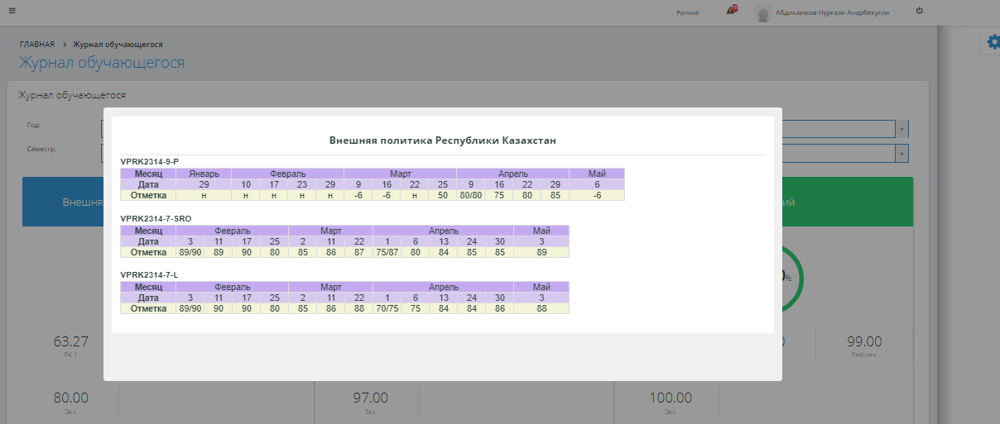 Русский
Абдикаимов Нурғази Анарбекұғли
ГЛАВНАЯ > Журнал обучающегося
Журнал обучающегося
Журнал обучающегося
Год:
Семестр:
Внешня
ий
Внешняя политика Республики Казахстан
VPRK2314-9-P
Месяц Январь Февраль Март Апрель Май
Дата 29 10 17 23 29 9 16 22 25 9 16 22 29 6
Отметка н н н н н -6 -6 н 50 80/80 75 80 85 -6
VPRK2314-7-SRO
Месяц Февраль Март Апрель Май
Дата 3 11 17 25 2 11 22 1 6 13 24 30 3
Отметка 89/90 89 90 80 85 86 87 75/87 80 84 85 85 89
VPRK2314-7-L
Месяц Февраль Март Апрель Май
Дата 3 11 17 25 2 11 22 1 6 13 24 30 3
Отметка 89/90 90 90 80 85 86 88 70/75 75 84 84 86 88
%
63.27 99.00
РК 1 Рейтинг
80.00 97.00 100.00
Экз. Экз. Экз.